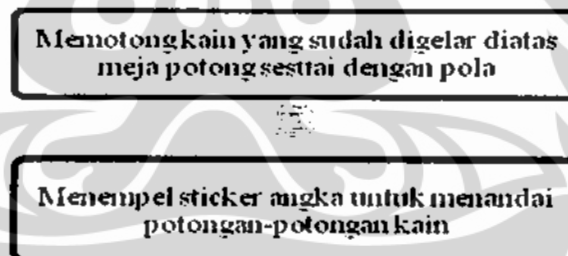 Memotong kain yang sudah digelar diatas
meja potong sesuai dengan pola
Menempel sticker angka untuk menandai
potongan-potongan kain